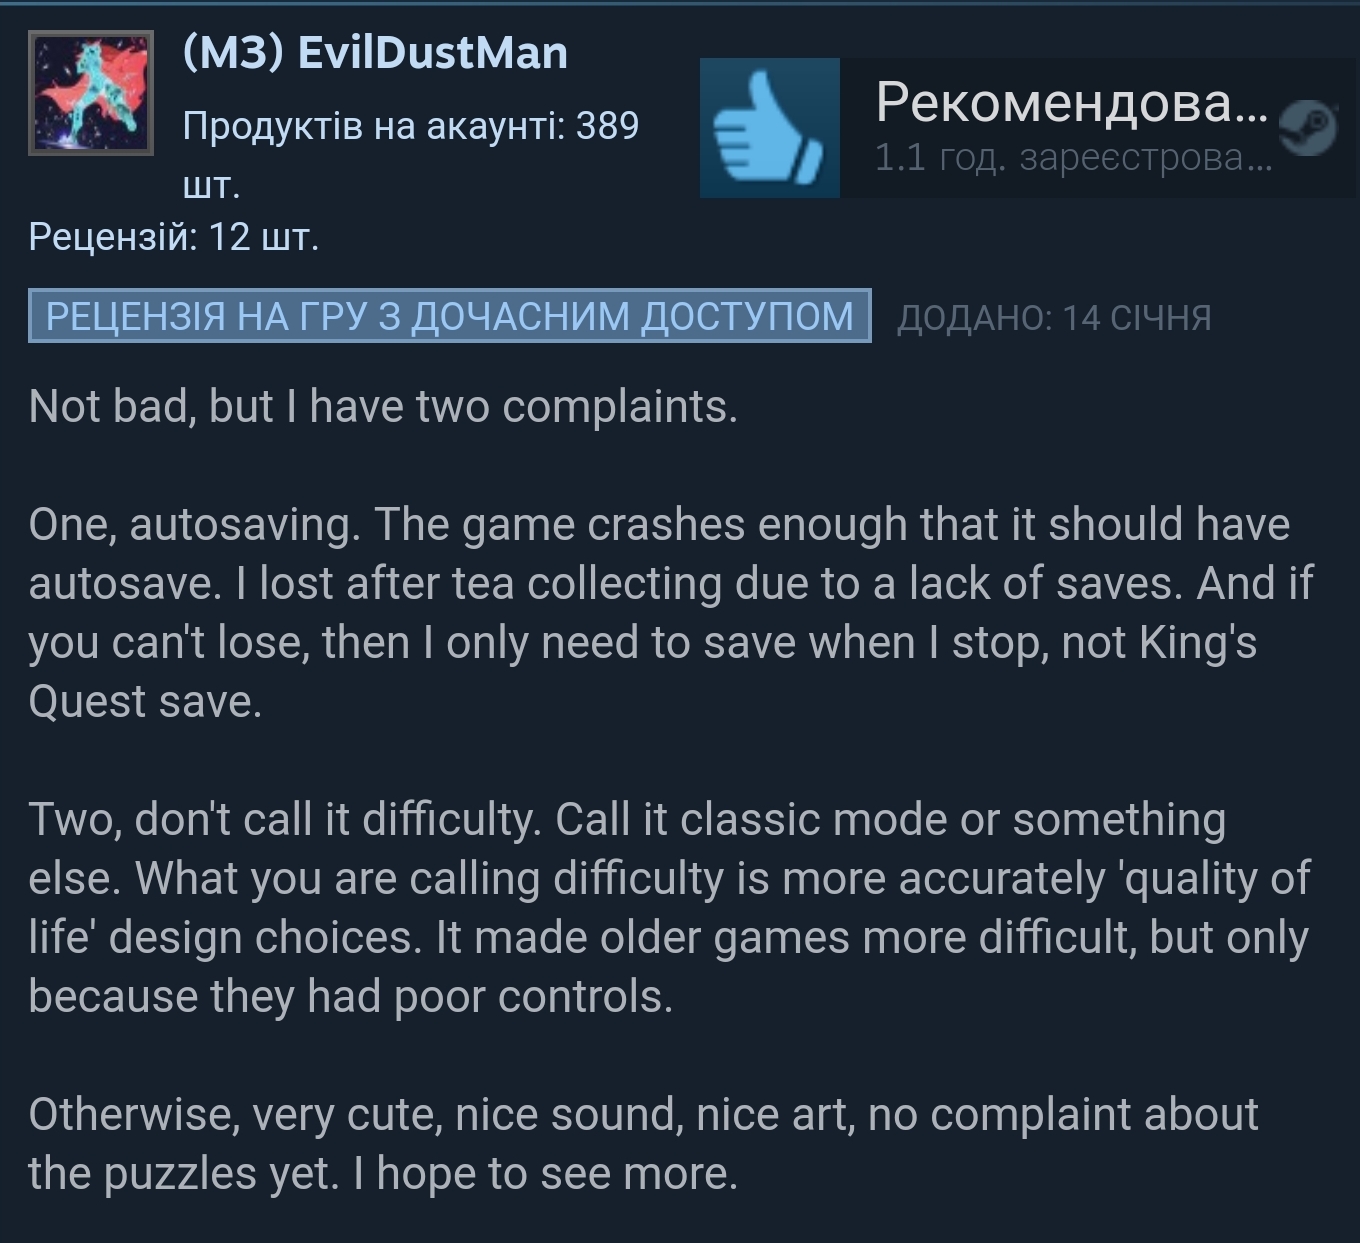 (M3) EvilDustMan
Продуктів на акаунті: 389
шт.
Рецензій: 12 шт.
Рекомендова...
1.1 год. зареєстрова...
РЕЦЕНЗІЯ НА ГРУ З ДОЧАСНИМ ДОСТУПОМ
ДОДАНО: 14 СІЧНЯ
Not bad, but I have two complaints.
One, autosaving. The game crashes enough that it should have
autosave. I lost after tea collecting due to a lack of saves. And if
you can't lose, then I only need to save when I stop, not King's
Quest save.
Two, don't call it difficulty. Call it classic mode or something
else. What you are calling difficulty is more accurately 'quality of
life' design choices. It made older games more difficult, but only
because they had poor controls.
Otherwise, very cute, nice sound, nice art, no complaint about
the puzzles yet. I hope to see more.